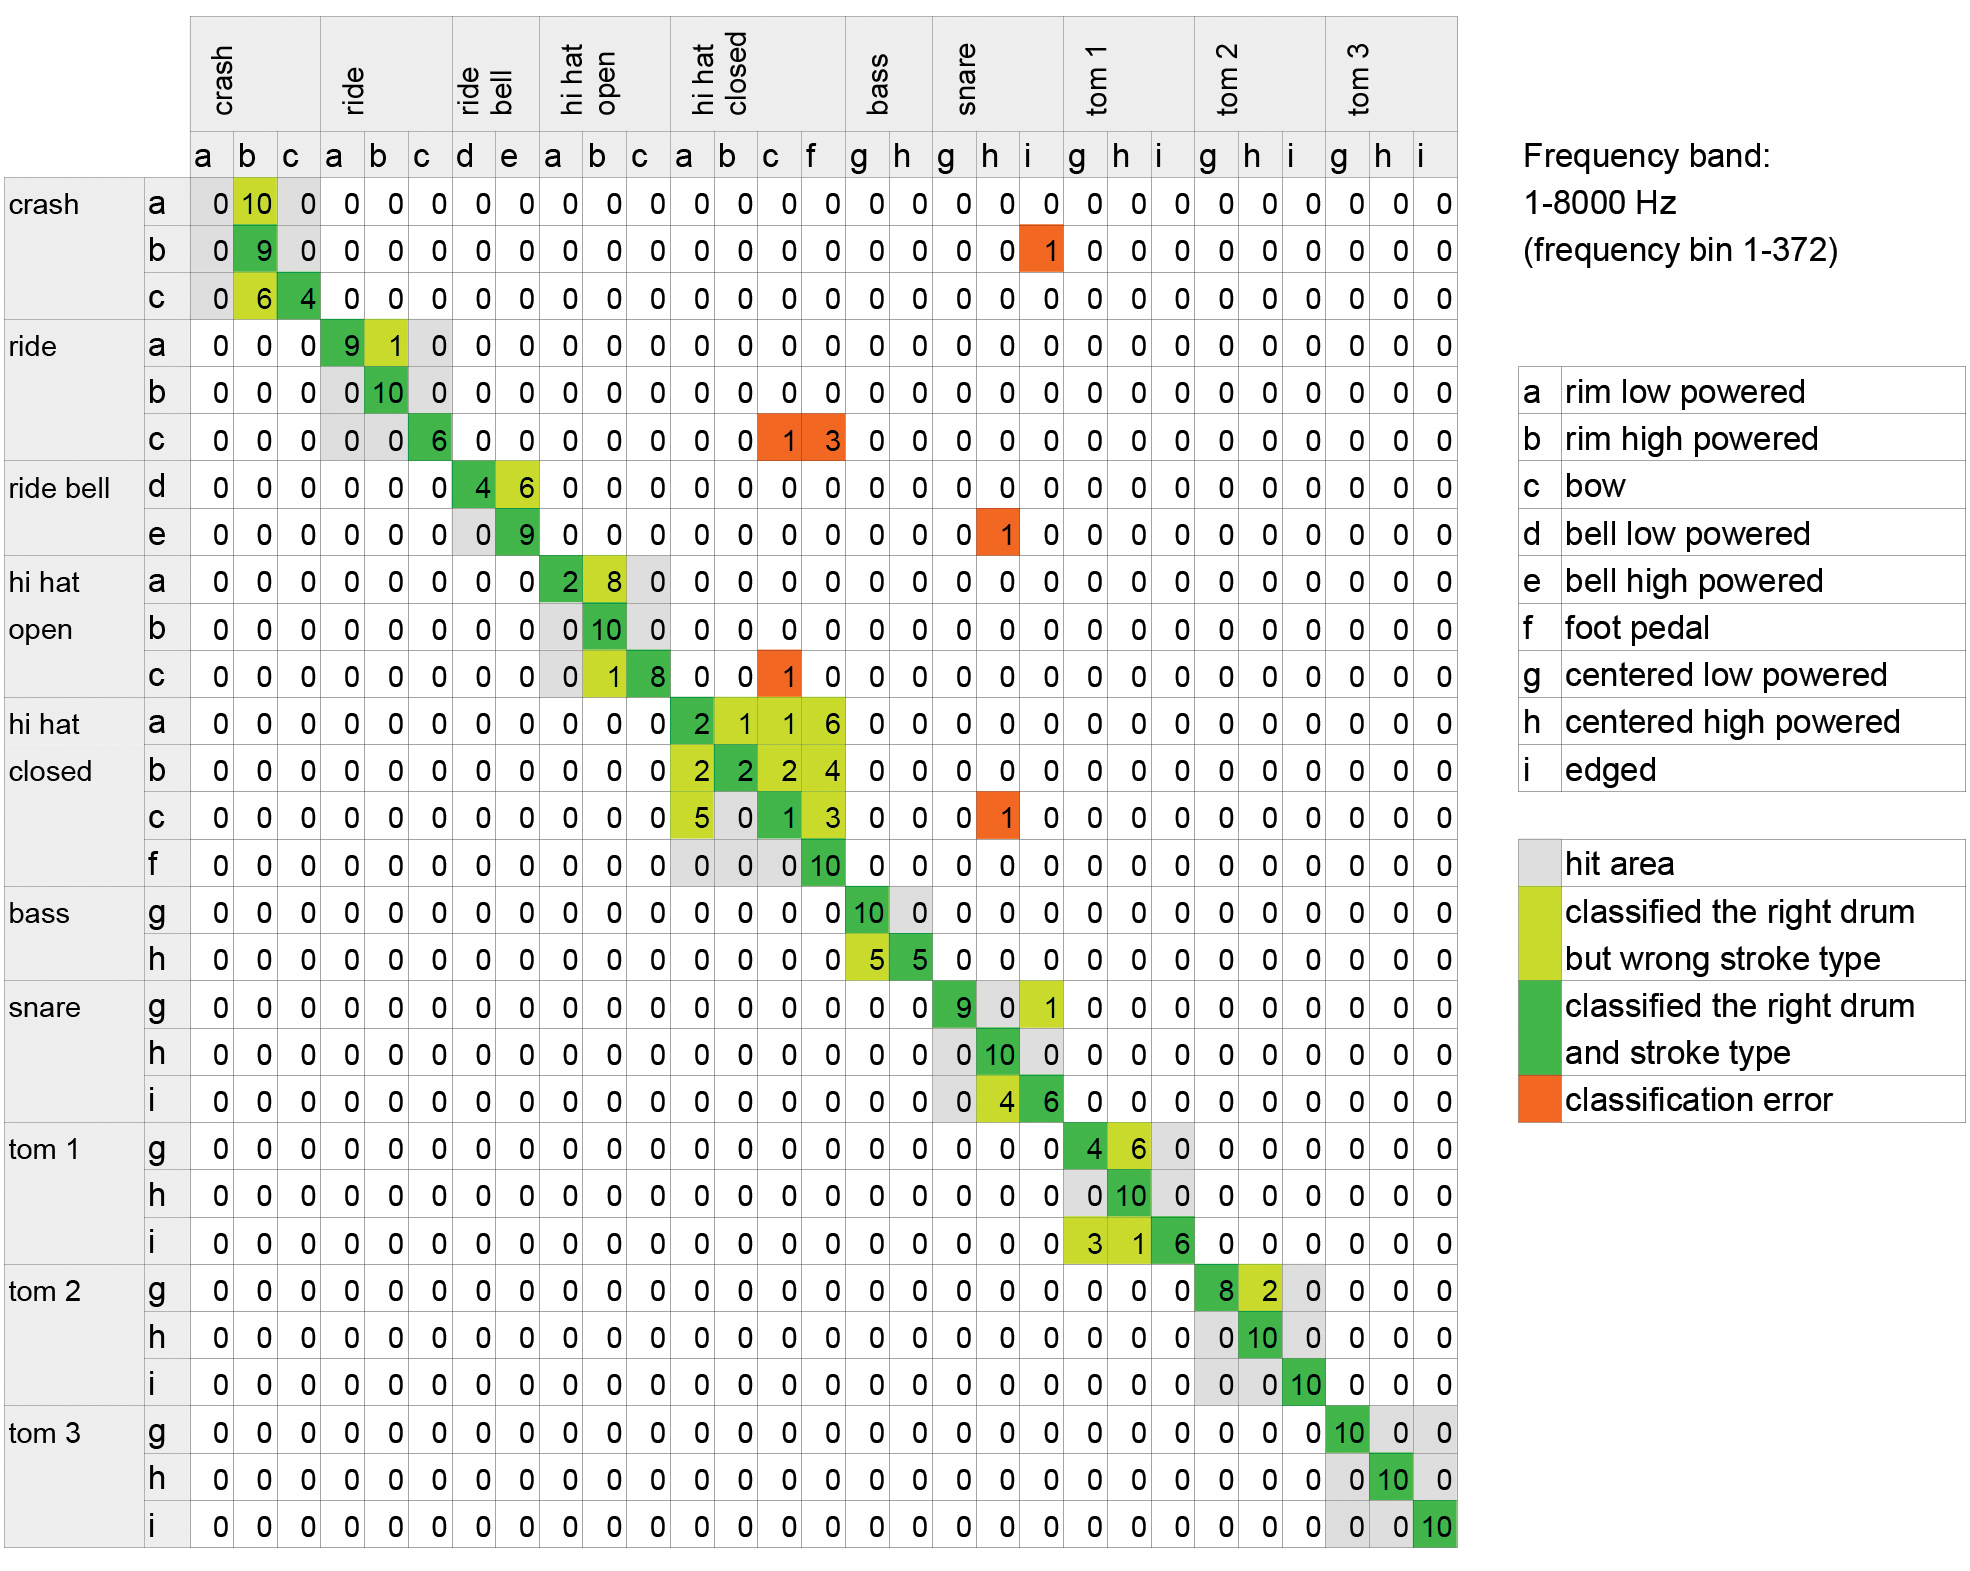 crash ride ride bell hi hat open hi hat closed bass snare tom 1 tom 2 tom 3
a b c a b c d e a b c a b c f g h g h i g h i g h i g h i
crash a 0 10 0 0 0 0 0 0 0 0 0 0 0 0 0 0 0 0 0 0 0 0 0 0 0 0 0 0 0
b 0 9 0 0 0 0 0 0 0 0 0 0 0 0 0 0 0 0 0 1 0 0 0 0 0 0 0 0 0
c 0 6 4 0 0 0 0 0 0 0 0 0 0 0 0 0 0 0 0 0 0 0 0 0 0 0 0 0 0
ride a 0 0 0 9 1 0 0 0 0 0 0 0 0 0 0 0 0 0 0 0 0 0 0 0 0 0 0 0 0
b 0 0 0 0 10 0 0 0 0 0 0 0 0 0 0 0 0 0 0 0 0 0 0 0 0 0 0 0 0
c 0 0 0 0 0 6 0 0 0 0 0 0 0 1 3 0 0 0 0 0 0 0 0 0 0 0 0 0 0
ride bell d 0 0 0 0 0 0 4 6 0 0 0 0 0 0 0 0 0 0 0 0 0 0 0 0 0 0 0 0 0
e 0 0 0 0 0 0 0 9 0 0 0 0 0 0 0 0 0 0 1 0 0 0 0 0 0 0 0 0 0
hi hat a 0 0 0 0 0 0 0 0 2 8 0 0 0 0 0 0 0 0 0 0 0 0 0 0 0 0 0 0 0
open b 0 0 0 0 0 0 0 0 0 10 0 0 0 0 0 0 0 0 0 0 0 0 0 0 0 0 0 0 0
c 0 0 0 0 0 0 0 0 0 1 8 0 0 1 0 0 0 0 0 0 0 0 0 0 0 0 0 0 0
hi hat a 0 0 0 0 0 0 0 0 0 0 0 2 1 1 6 0 0 0 0 0 0 0 0 0 0 0 0 0 0
closed b 0 0 0 0 0 0 0 0 0 0 0 2 2 2 4 0 0 0 0 0 0 0 0 0 0 0 0 0 0
c 0 0 0 0 0 0 0 0 0 0 0 5 0 1 3 0 0 0 1 0 0 0 0 0 0 0 0 0 0
f 0 0 0 0 0 0 0 0 0 0 0 0 0 0 10 0 0 0 0 0 0 0 0 0 0 0 0 0 0
bass g 0 0 0 0 0 0 0 0 0 0 0 0 0 0 0 10 0 0 0 0 0 0 0 0 0 0 0 0 0
h 0 0 0 0 0 0 0 0 0 0 0 0 0 0 0 5 5 0 0 0 0 0 0 0 0 0 0 0 0
snare g 0 0 0 0 0 0 0 0 0 0 0 0 0 0 0 0 0 9 0 1 0 0 0 0 0 0 0 0 0
h 0 0 0 0 0 0 0 0 0 0 0 0 0 0 0 0 0 0 10 0 0 0 0 0 0 0 0 0 0
i 0 0 0 0 0 0 0 0 0 0 0 0 0 0 0 0 0 0 4 6 0 0 0 0 0 0 0 0 0
tom 1 g 0 0 0 0 0 0 0 0 0 0 0 0 0 0 0 0 0 0 0 0 4 6 0 0 0 0 0 0 0
h 0 0 0 0 0 0 0 0 0 0 0 0 0 0 0 0 0 0 0 0 0 10 0 0 0 0 0 0 0
i 0 0 0 0 0 0 0 0 0 0 0 0 0 0 0 0 0 0 0 0 3 1 6 0 0 0 0 0 0
tom 2 g 0 0 0 0 0 0 0 0 0 0 0 0 0 0 0 0 0 0 0 0 0 0 0 8 2 0 0 0 0
h 0 0 0 0 0 0 0 0 0 0 0 0 0 0 0 0 0 0 0 0 0 0 0 0 10 0 0 0 0
i 0 0 0 0 0 0 0 0 0 0 0 0 0 0 0 0 0 0 0 0 0 0 0 0 0 10 0 0 0
tom 3 g 0 0 0 0 0 0 0 0 0 0 0 0 0 0 0 0 0 0 0 0 0 0 0 0 0 0 10 0 0
h 0 0 0 0 0 0 0 0 0 0 0 0 0 0 0 0 0 0 0 0 0 0 0 0 0 0 0 10 0
i 0 0 0 0 0 0 0 0 0 0 0 0 0 0 0 0 0 0 0 0 0 0 0 0 0 0 0 0 10
Frequency band:
1-8000 Hz
(frequency bin 1-372)
a rim low powered
b rim high powered
c bow
d bell low powered
e bell high powered
f foot pedal
g centered low powered
h centered high powered
i edged
hit area
classified the right drum
but wrong stroke type
classified the right drum
and stroke type
classification error